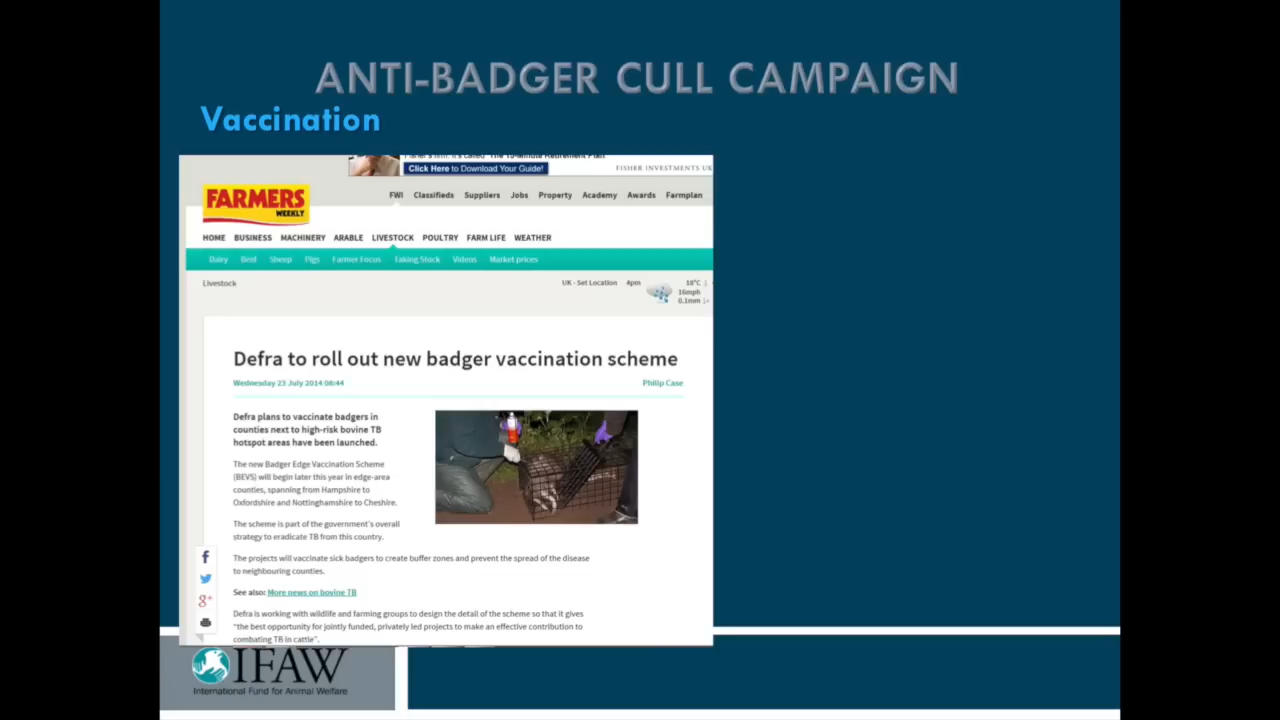 ANTI-BADGER CULL CAMPAIGN
Vaccination
Click Here to Download Your Guide!
FISHER INVESTMENTS UK
FARMERS
WEEKLY
FWI Classifieds Suppliers Jobs Property Academy Awards Farmplan
HOME BUSINESS MACHINERY ARABLE LIVESTOCK POULTRY FARM LIFE WEATHER
Dairy Beef Sheep Pigs Farmer Focus Taking Stock Videos Market prices
Livestock
UK - Set Location 4pm
18°C
16mph
0.1mm
Defra to roll out new badger vaccination scheme
Wednesday 23 July 2014 08:44
Philip Case
Defra plans to vaccinate badgers in
counties next to high-risk bovine TB
hotspot areas have been launched.
The new Badger Edge Vaccination Scheme
(BEVS) will begin later this year in edge-area
counties, spanning from Hampshire to
Oxfordshire and Nottinghamshire to Cheshire.
The scheme is part of the government's overall
strategy to eradicate TB from this country.
The projects will vaccinate sick badgers to create buffer zones and prevent the spread of the disease
to neighbouring counties.
See also: More news on bovine TB
Defra is working with wildlife and farming groups to design the detail of the scheme so that it gives
"the best opportunity for jointly funded, privately led projects to make an effective contribution to
combating TB in cattle".
IFAW
International Fund for Animal Welfare